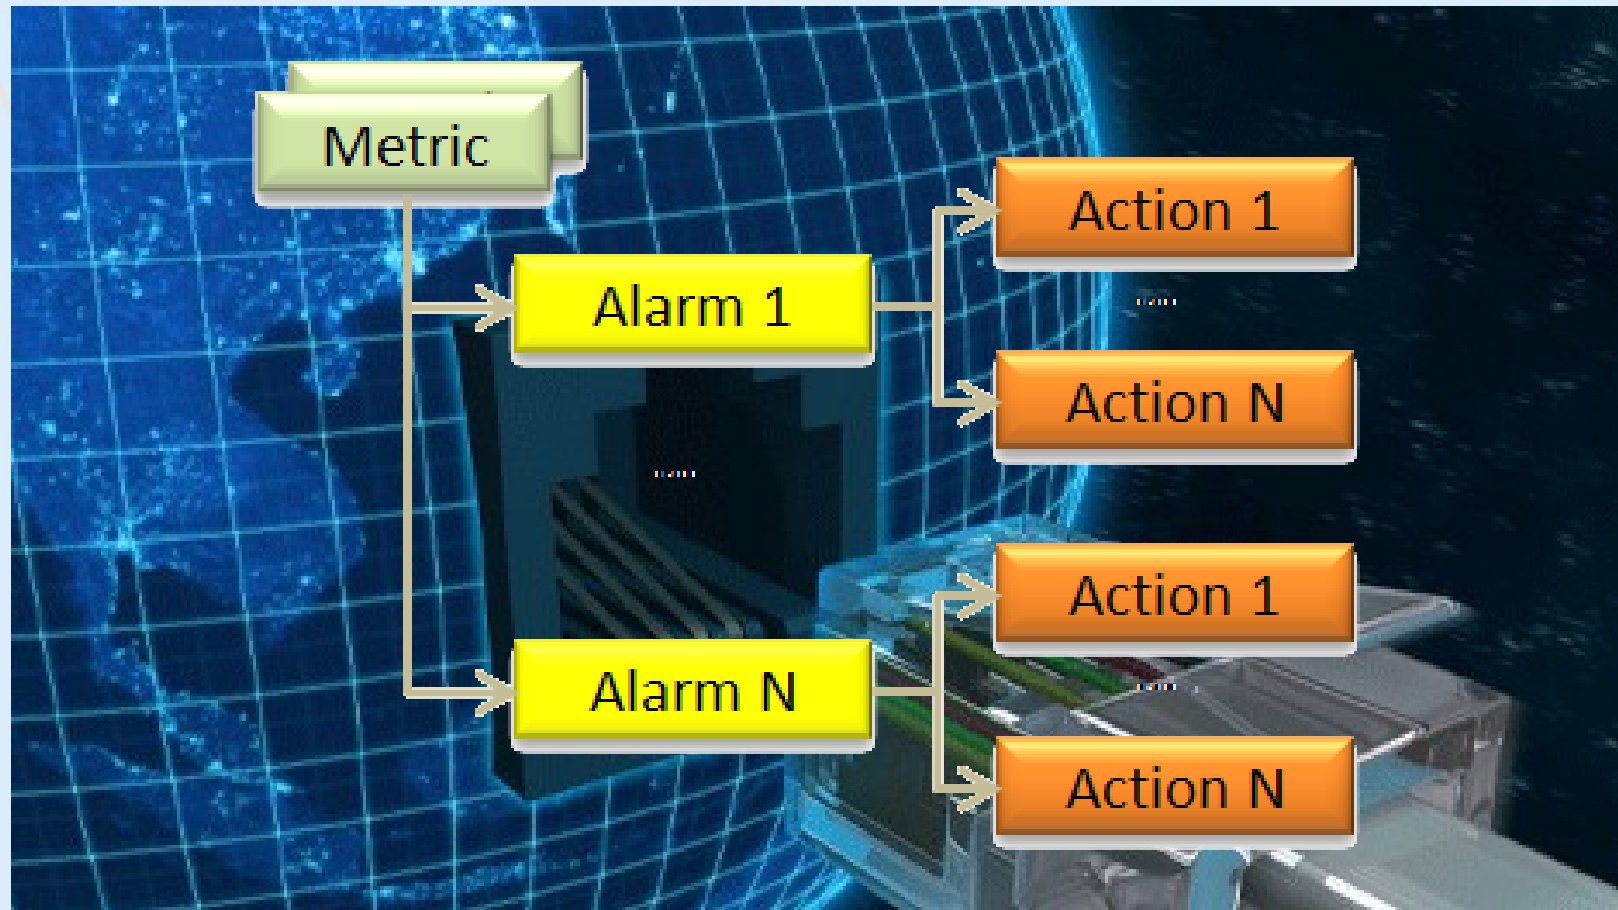 Metric
Action 1
Alarm 1
.....
Action N
.....
Action 1
Alarm N
.....
Action N